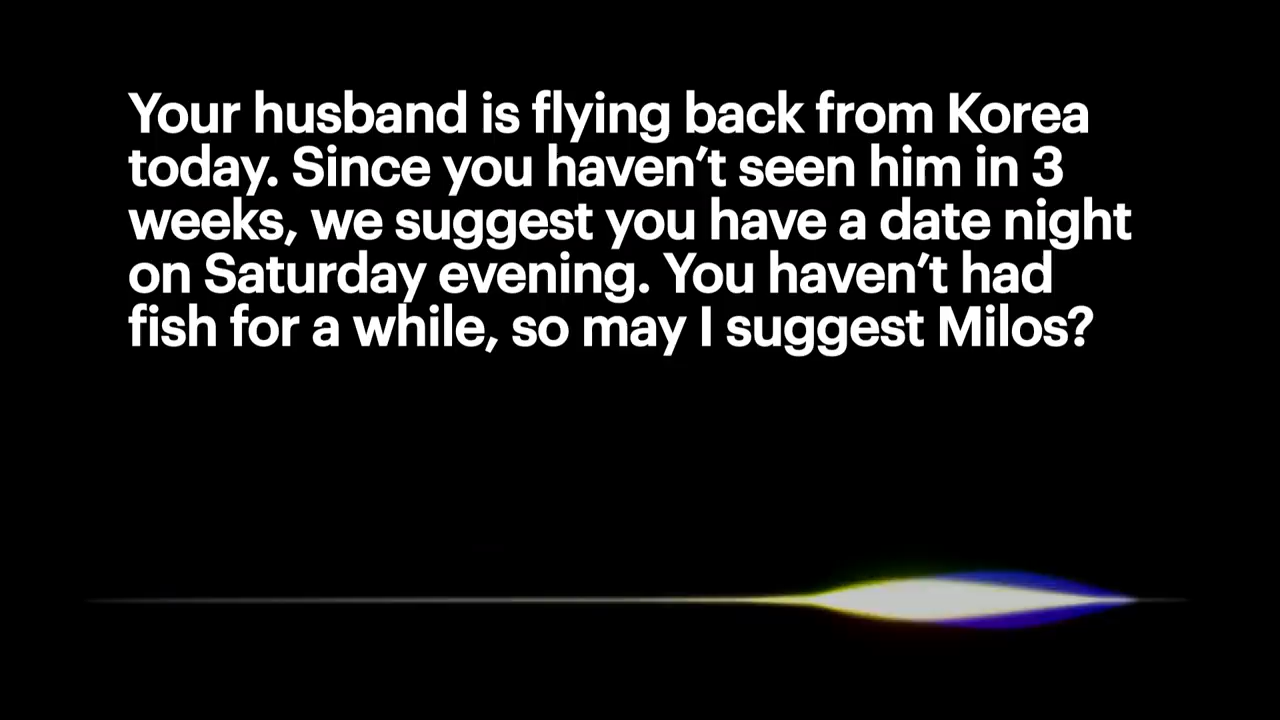 Your husband is flying back from Korea
today. Since you haven’t seen him in 3
weeks, we suggest you have a date night
on Saturday evening. You haven’t had
fish for a while, so may I suggest Milos?